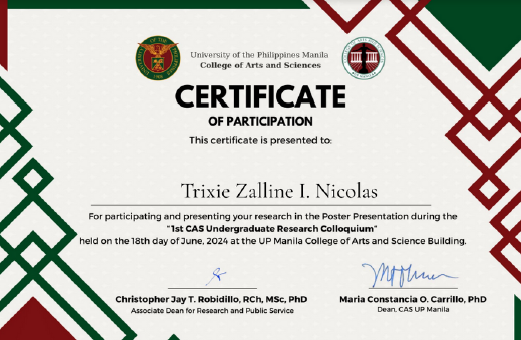 University of the Philippines Manila
College of Arts and Sciences
CERTIFICATE
OF PARTICIPATION
This certificate is presented to:
Trixie Zalline I. Nicolas
For participating and presenting your research in the Poster Presentation during the
"1st CAS Undergraduate Research Colloquium"
held on the 18th day of June, 2024 at the UP Manila College of Arts and Science Building.
Christopher Jay T. Robidillo, RCh, MSc, PhD
Associate Dean for Research and Public Service
Maria Constancia O. Carrillo, PhD
Dean, CAS UP Manila